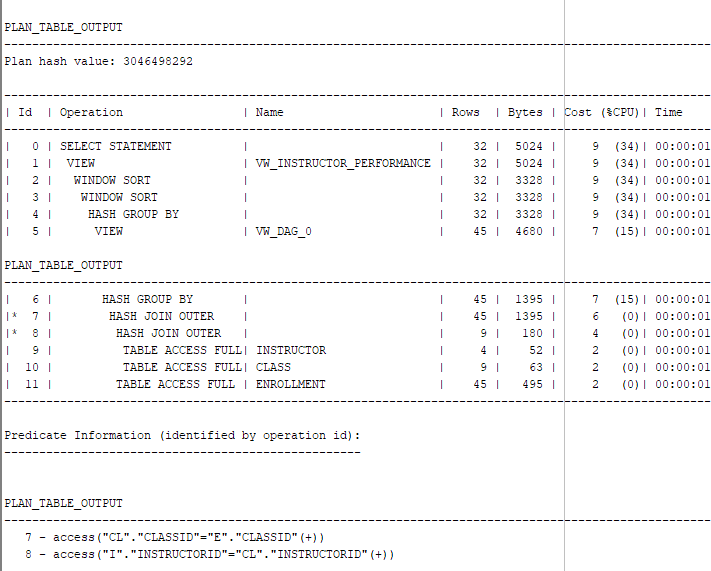 PLAN_TABLE_OUTPUT
--------------------------------------------------------------------------------
Plan hash value: 3046498292

--------------------------------------------------------------------------------
| Id  | Operation                 | Name                      | Rows  | Bytes | Cost (%CPU)| Time
--------------------------------------------------------------------------------
|   0 | SELECT STATEMENT          |                           |    32 |  5024 |     9  (34)| 00:00:01
|   1 |  VIEW                     | VW_INSTRUCTOR_PERFORMANCE |    32 |  5024 |     9  (34)| 00:00:01
|   2 |   WINDOW SORT             |                           |    32 |  3328 |     9  (34)| 00:00:01
|   3 |    WINDOW SORT            |                           |    32 |  3328 |     9  (34)| 00:00:01
|   4 |     HASH GROUP BY         |                           |    32 |  3328 |     9  (34)| 00:00:01
|   5 |      VIEW                 | VW_DAG_0                  |    45 |  4680 |     7  (15)| 00:00:01

PLAN_TABLE_OUTPUT
--------------------------------------------------------------------------------
|   6 |       HASH GROUP BY       |                           |    45 |  1395 |     7  (15)| 00:00:01
|*  7 |        HASH JOIN OUTER    |                           |    45 |  1395 |     6   (0)| 00:00:01
|*  8 |         HASH JOIN OUTER   |                           |     9 |   180 |     4   (0)| 00:00:01
|   9 |          TABLE ACCESS FULL| INSTRUCTOR                |     4 |    52 |     2   (0)| 00:00:01
|  10 |          TABLE ACCESS FULL| CLASS                     |     9 |    63 |     2   (0)| 00:00:01
|  11 |         TABLE ACCESS FULL | ENROLLMENT                |    45 |   495 |     2   (0)| 00:00:01
--------------------------------------------------------------------------------

Predicate Information (identified by operation id):
---------------------------------------------------

PLAN_TABLE_OUTPUT
--------------------------------------------------------------------------------
   7 - access("CL"."CLASSID"="E"."CLASSID"(+))
   8 - access("I"."INSTRUCTORID"="CL"."INSTRUCTORID"(+))